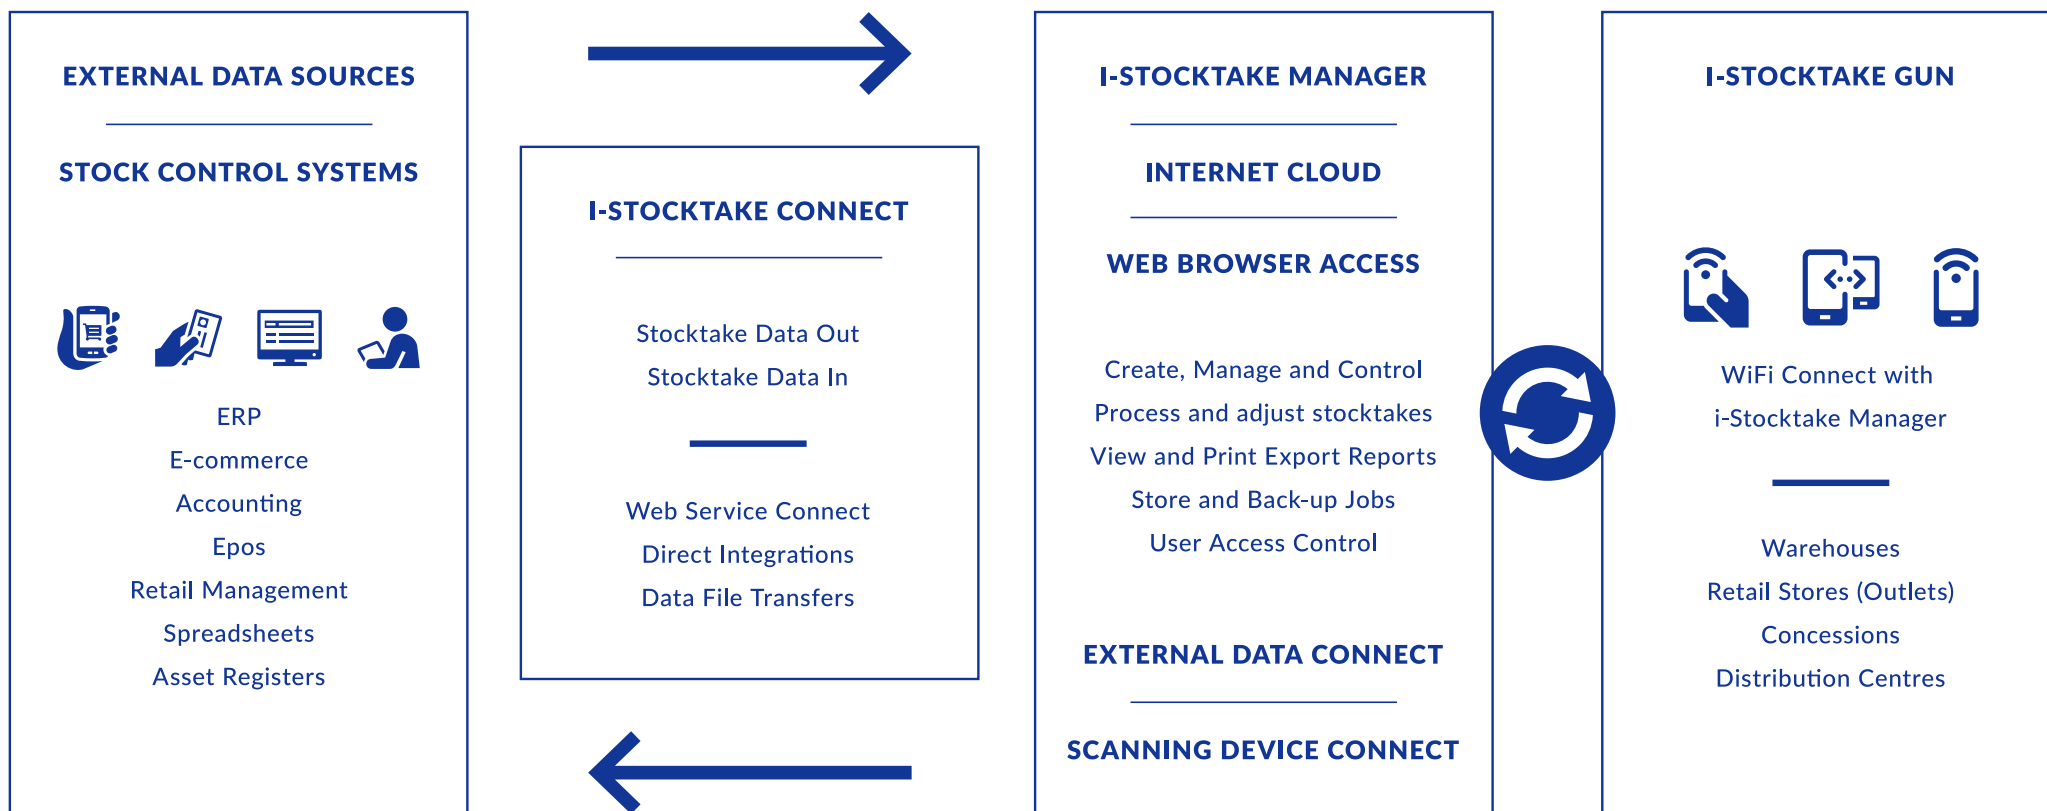 EXTERNAL DATA SOURCES
STOCK CONTROL SYSTEMS
ERP
E-commerce
Accounting
Epos
Retail Management
Spreadsheets
Asset Registers
I-STOCKTAKE CONNECT
Stocktake Data Out
Stocktake Data In
Web Service Connect
Direct Integrations
Data File Transfers
I-STOCKTAKE MANAGER
INTERNET CLOUD
WEB BROWSER ACCESS
Create, Manage and Control
Process and adjust stocktakes
View and Print Export Reports
Store and Back-up Jobs
User Access Control
EXTERNAL DATA CONNECT
SCANNING DEVICE CONNECT
I-STOCKTAKE GUN
WiFi Connect with
i-Stocktake Manager
Warehouses
Retail Stores (Outlets)
Concessions
Distribution Centres